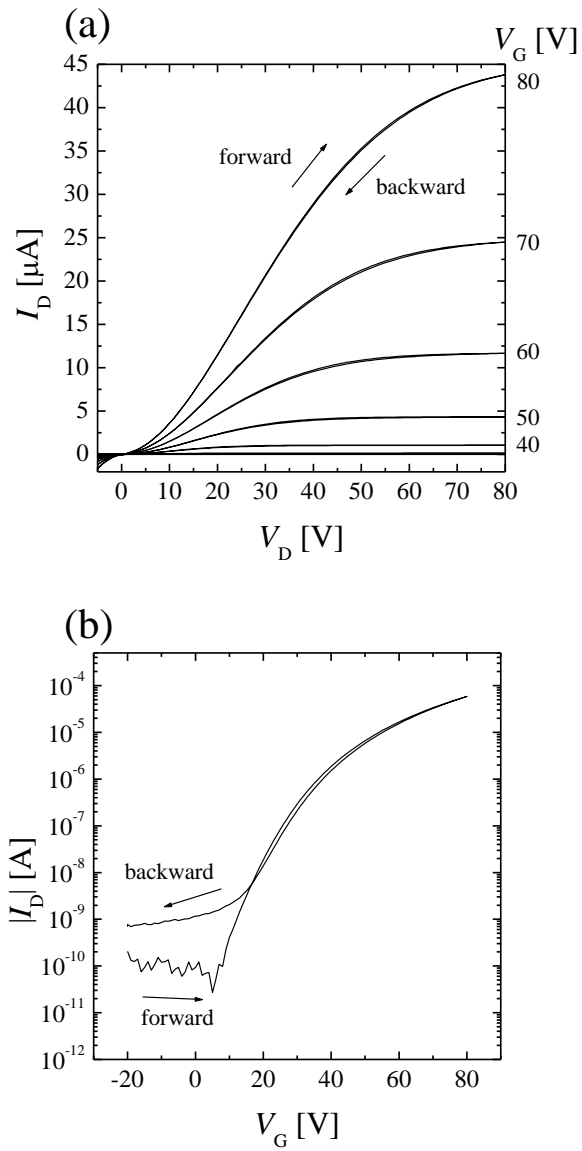 (a)
V_G [V]
45
40
35
30
25
20
15
10
5
0
I_D [μA]
forward
backward
80
70
60
50
40
0 10 20 30 40 50 60 70 80
V_D [V]
(b)
10^-4
10^-5
10^-6
10^-7
10^-8
10^-9
10^-10
10^-11
10^-12
|I_D| [A]
backward
forward
-20 0 20 40 60 80
V_G [V]